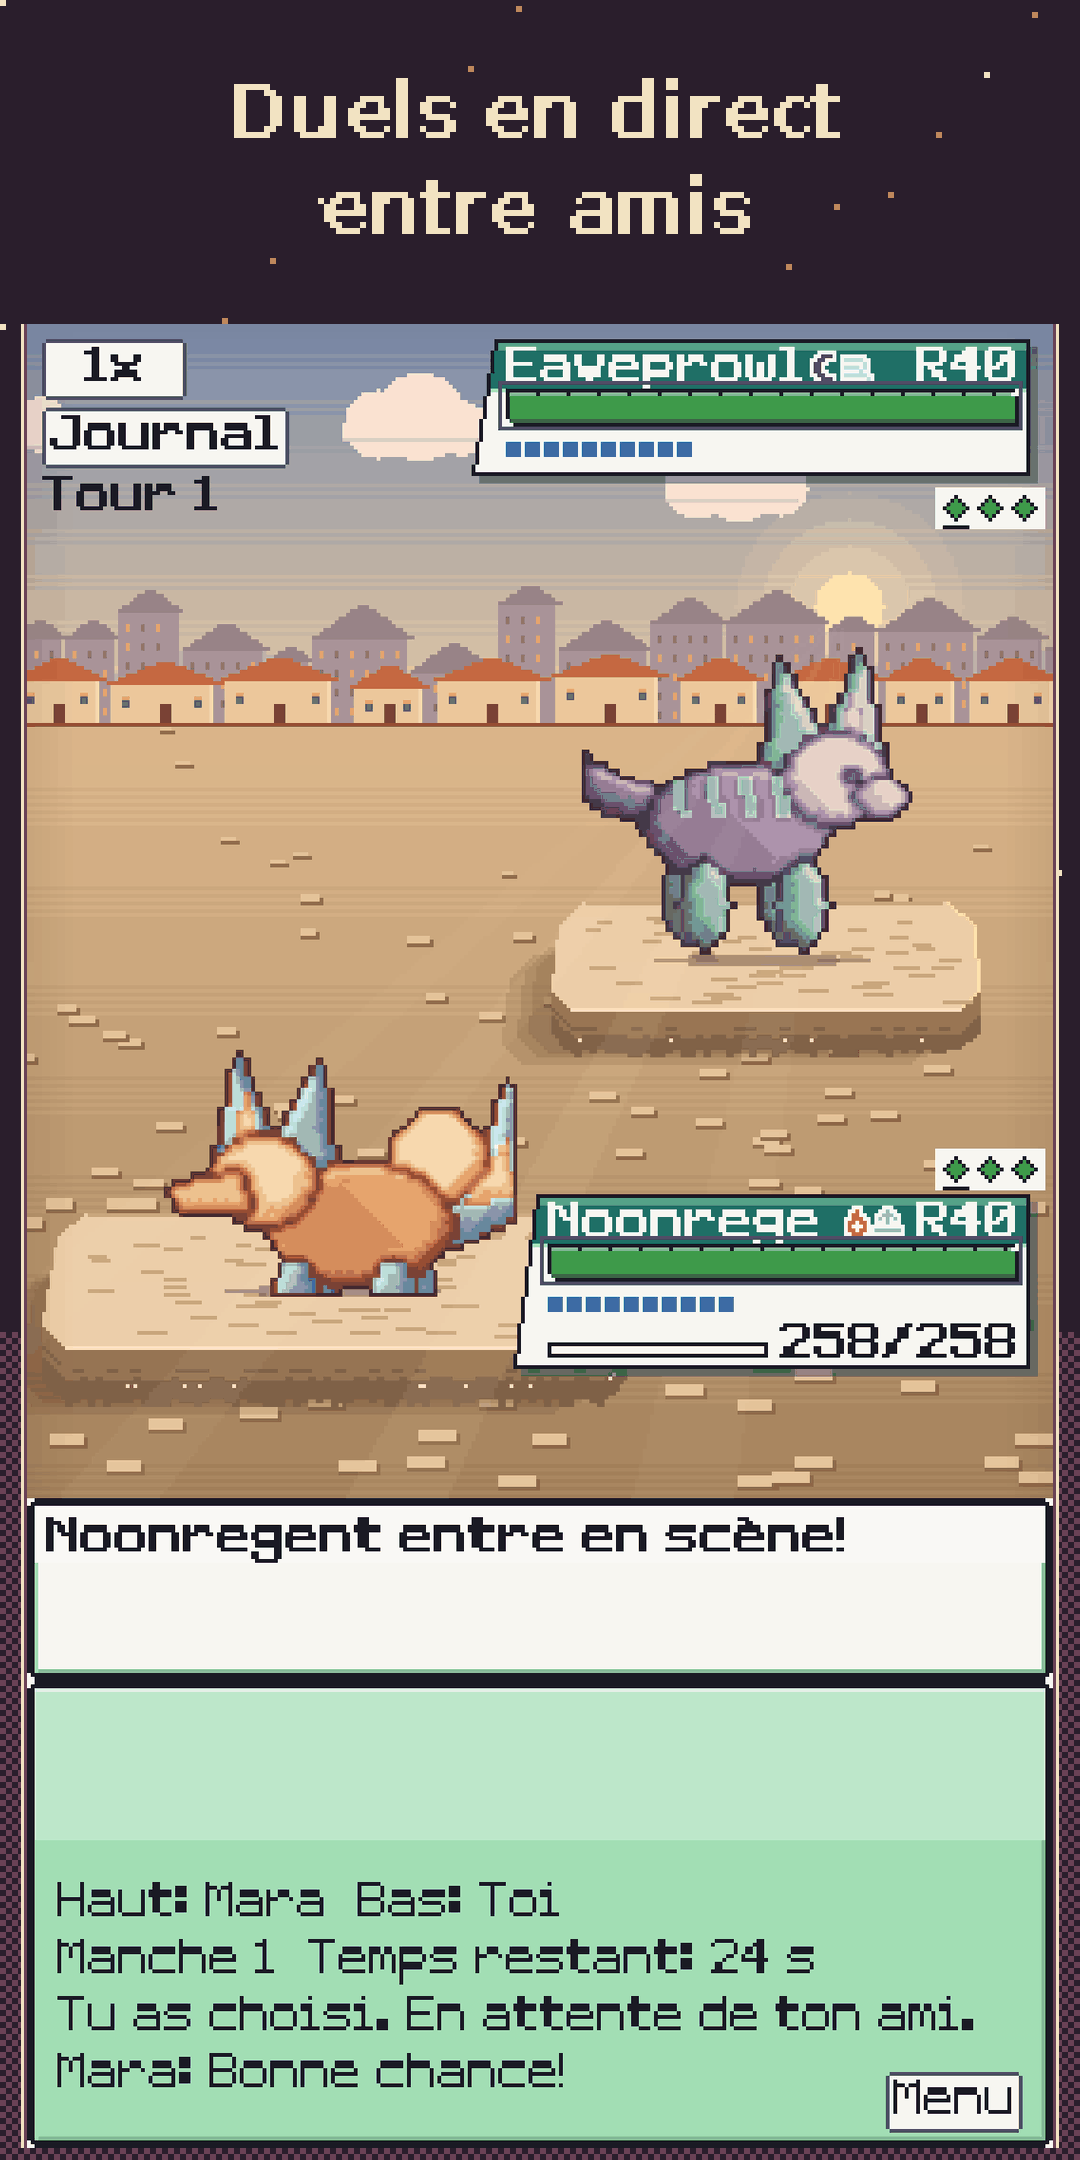 Duels en direct
entre amis
1x
Journal
Tour 1
Eaveprowl R40
Noonrege R40
258/258
Noonregent entre en scène!
Haut: Mara Bas: Toi
Manche 1 Temps restant: 24 s
Tu as choisi. En attente de ton ami.
Mara: Bonne chance!
Menu